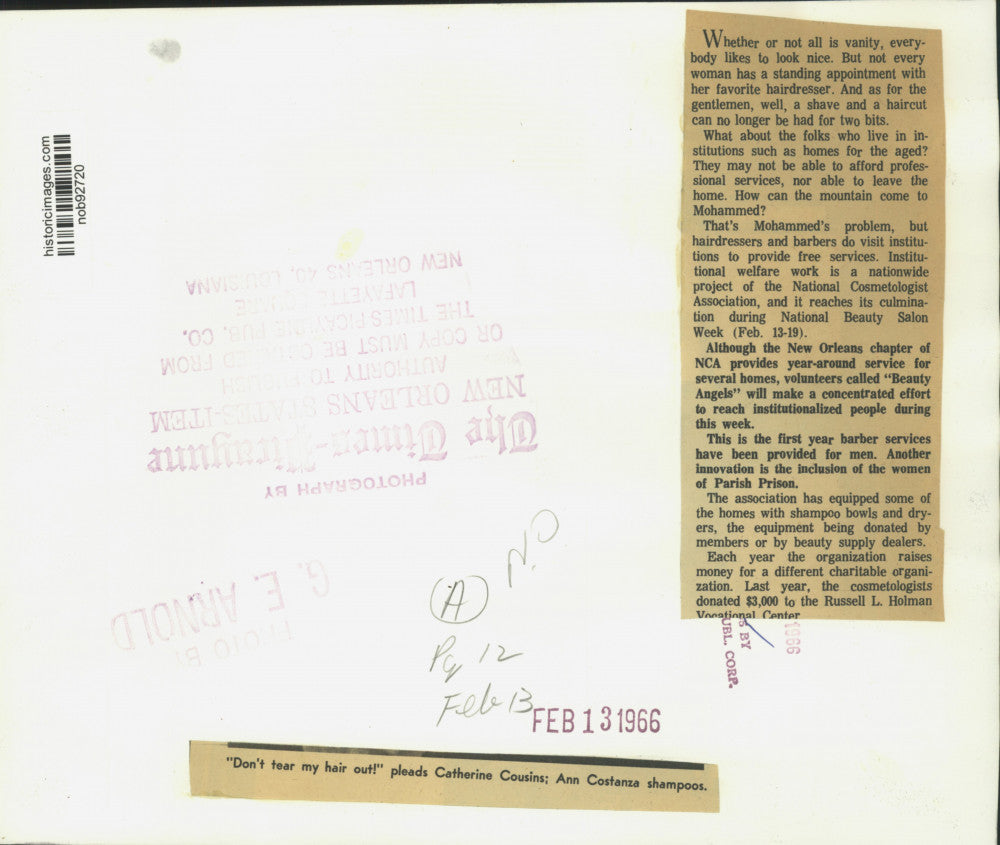 historicimages.com
nob92720
Whether or not all is vanity, every-
body likes to look nice. But not every
woman has a standing appointment with
her favorite hairdresser. And as for the
gentlemen, well, a shave and a haircut
can no longer be had for two bits.
What about the folks who live in in-
stitutions such as homes for the aged?
They may not be able to afford profes-
sional services, nor able to leave the
home. How can the mountain come to
Mohammed?
That's Mohammed's problem, but
hairdressers and barbers do visit institu-
tions to provide free services. Institu-
tional welfare work is a nationwide
project of the National Cosmetologist
Association, and it reaches its culmina-
tion during National Beauty Salon
Week (Feb. 13-19).
Although the New Orleans chapter of
NCA provides year-around service for
several homes, volunteers called "Beauty
Angels" will make a concentrated effort
to reach institutionalized people during
this week.
This is the first year barber services
have been provided for men. Another
innovation is the inclusion of the women
of Parish Prison.
The association has equipped some of
the homes with shampoo bowls and dry-
ers, the equipment being donated by
members or by beauty supply dealers.
Each year the organization raises
money for a different charitable organi-
zation. Last year, the cosmetologists
donated $3,000 to the Russell L. Holman
Vocational Center
S BY
UBL. CORP.
1966
PHOTOGRAPH BY
The Times-Picayune
NEW ORLEANS STATES-ITEM
AUTHORITY TO PUBLISH
OR COPY MUST BE OBTAINED FROM
THE TIMES-PICAYUNE PUB. CO.
LAFAYETTE SQUARE
NEW ORLEANS 40, LOUISIANA
PHOTO BY
G. E. ARNOLD
N.O
A
Pg 12
Feb 13
FEB 13 1966
"Don't tear my hair out!" pleads Catherine Cousins; Ann Costanza shampoos.